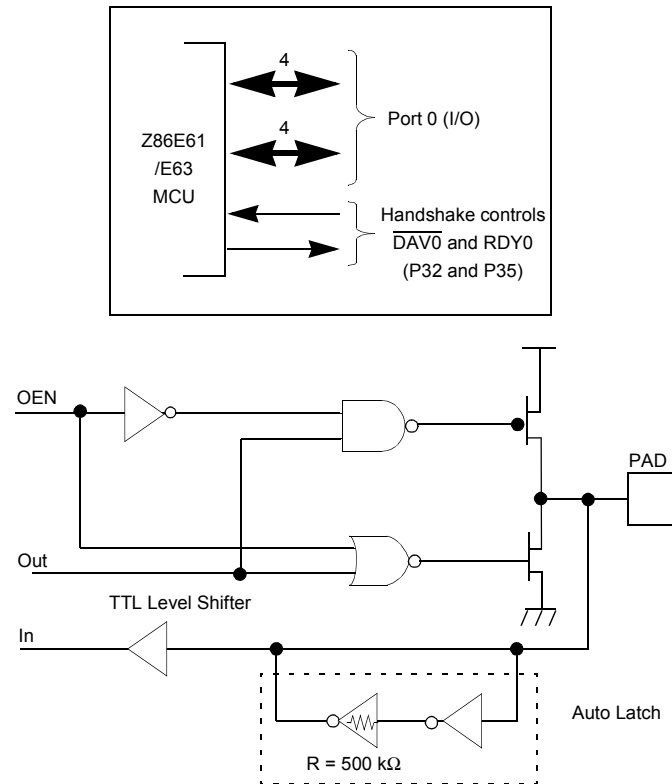 4
4
Port 0 (I/O)
Z86E61
/E63
MCU
Handshake controls
DAV0 and RDY0
(P32 and P35)
OEN
PAD
Out
TTL Level Shifter
In
Auto Latch
R = 500 kΩ